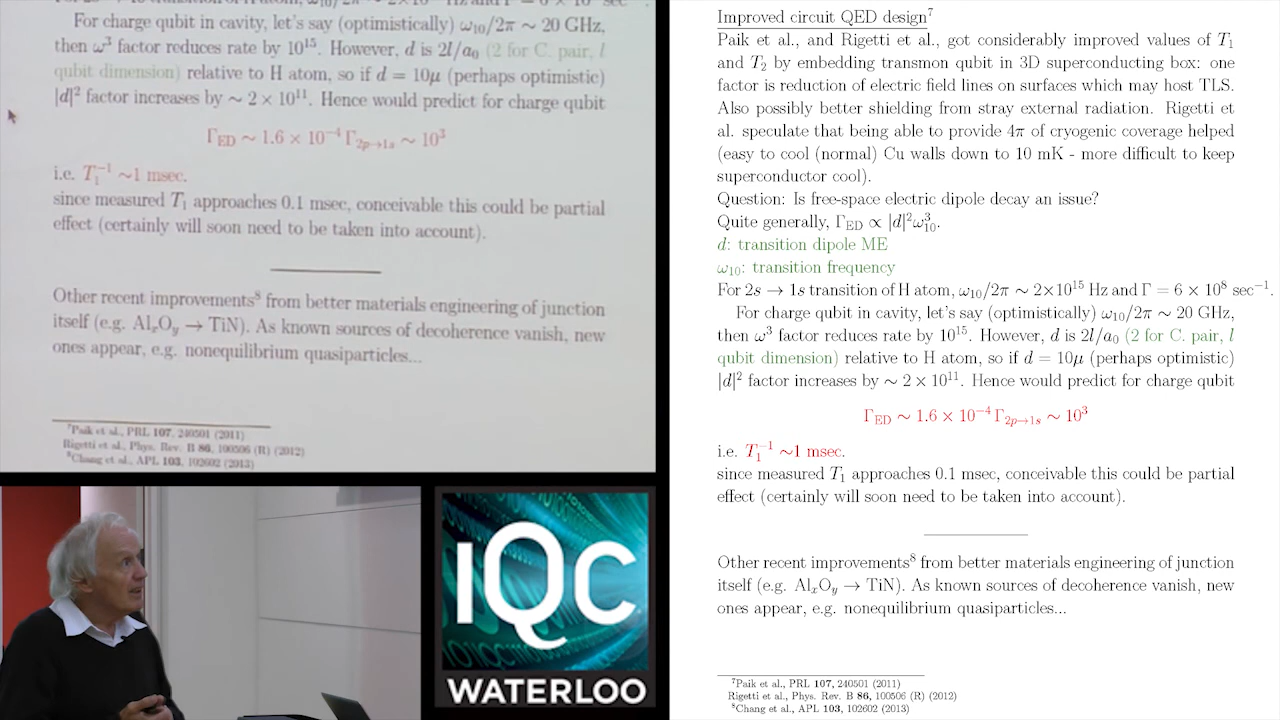 For charge qubit in cavity, let's say (optimistically) ω₁₀/2π ∼ 20 GHz,
then ω³ factor reduces rate by 10¹⁵. However, d is 2l/a₀ (2 for C. pair, l
qubit dimension) relative to H atom, so if d = 10μ (perhaps optimistic)
|d|² factor increases by ∼ 2 × 10¹¹. Hence would predict for charge qubit
Γ_ED ∼ 1.6 × 10⁻⁴ Γ_2p→1s ∼ 10³
i.e. T₁⁻¹ ∼1 msec.
since measured T₁ approaches 0.1 msec, conceivable this could be partial
effect (certainly will soon need to be taken into account).
Other recent improvements⁸ from better materials engineering of junction
itself (e.g. AlₓO_y → TiN). As known sources of decoherence vanish, new
ones appear, e.g. nonequilibrium quasiparticles...
⁷Paik et al., PRL 107, 240501 (2011)
Rigetti et al., Phys. Rev. B 86, 100506 (R) (2012)
⁸Chang et al., APL 103, 102602 (2013)
IQC
WATERLOO
Improved circuit QED design⁷
Paik et al., and Rigetti et al., got considerably improved values of T₁
and T₂ by embedding transmon qubit in 3D superconducting box: one
factor is reduction of electric field lines on surfaces which may host TLS.
Also possibly better shielding from stray external radiation. Rigetti et
al. speculate that being able to provide 4π of cryogenic coverage helped
(easy to cool (normal) Cu walls down to 10 mK - more difficult to keep
superconductor cool).
Question: Is free-space electric dipole decay an issue?
Quite generally, Γ_ED ∝ |d|²ω₁₀³.
d: transition dipole ME
ω₁₀: transition frequency
For 2s → 1s transition of H atom, ω₁₀/2π ∼ 2×10¹⁵ Hz and Γ = 6 × 10⁸ sec⁻¹.
For charge qubit in cavity, let's say (optimistically) ω₁₀/2π ∼ 20 GHz,
then ω³ factor reduces rate by 10¹⁵. However, d is 2l/a₀ (2 for C. pair, l
qubit dimension) relative to H atom, so if d = 10μ (perhaps optimistic)
|d|² factor increases by ∼ 2 × 10¹¹. Hence would predict for charge qubit
Γ_ED ∼ 1.6 × 10⁻⁴ Γ_2p→1s ∼ 10³
i.e. T₁⁻¹ ∼1 msec.
since measured T₁ approaches 0.1 msec, conceivable this could be partial
effect (certainly will soon need to be taken into account).
Other recent improvements⁸ from better materials engineering of junction
itself (e.g. AlₓO_y → TiN). As known sources of decoherence vanish, new
ones appear, e.g. nonequilibrium quasiparticles...
⁷Paik et al., PRL 107, 240501 (2011)
Rigetti et al., Phys. Rev. B 86, 100506 (R) (2012)
⁸Chang et al., APL 103, 102602 (2013)